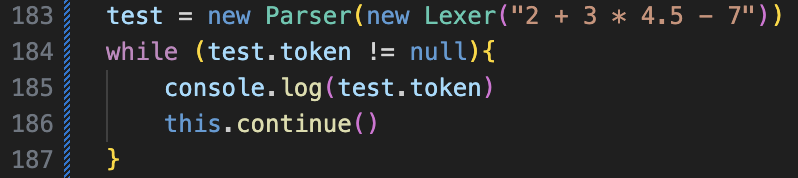 183 test = new Parser(new Lexer("2 + 3 * 4.5 - 7"))
184 while (test.token != null){
185 console.log(test.token)
186 this.continue()
187 }